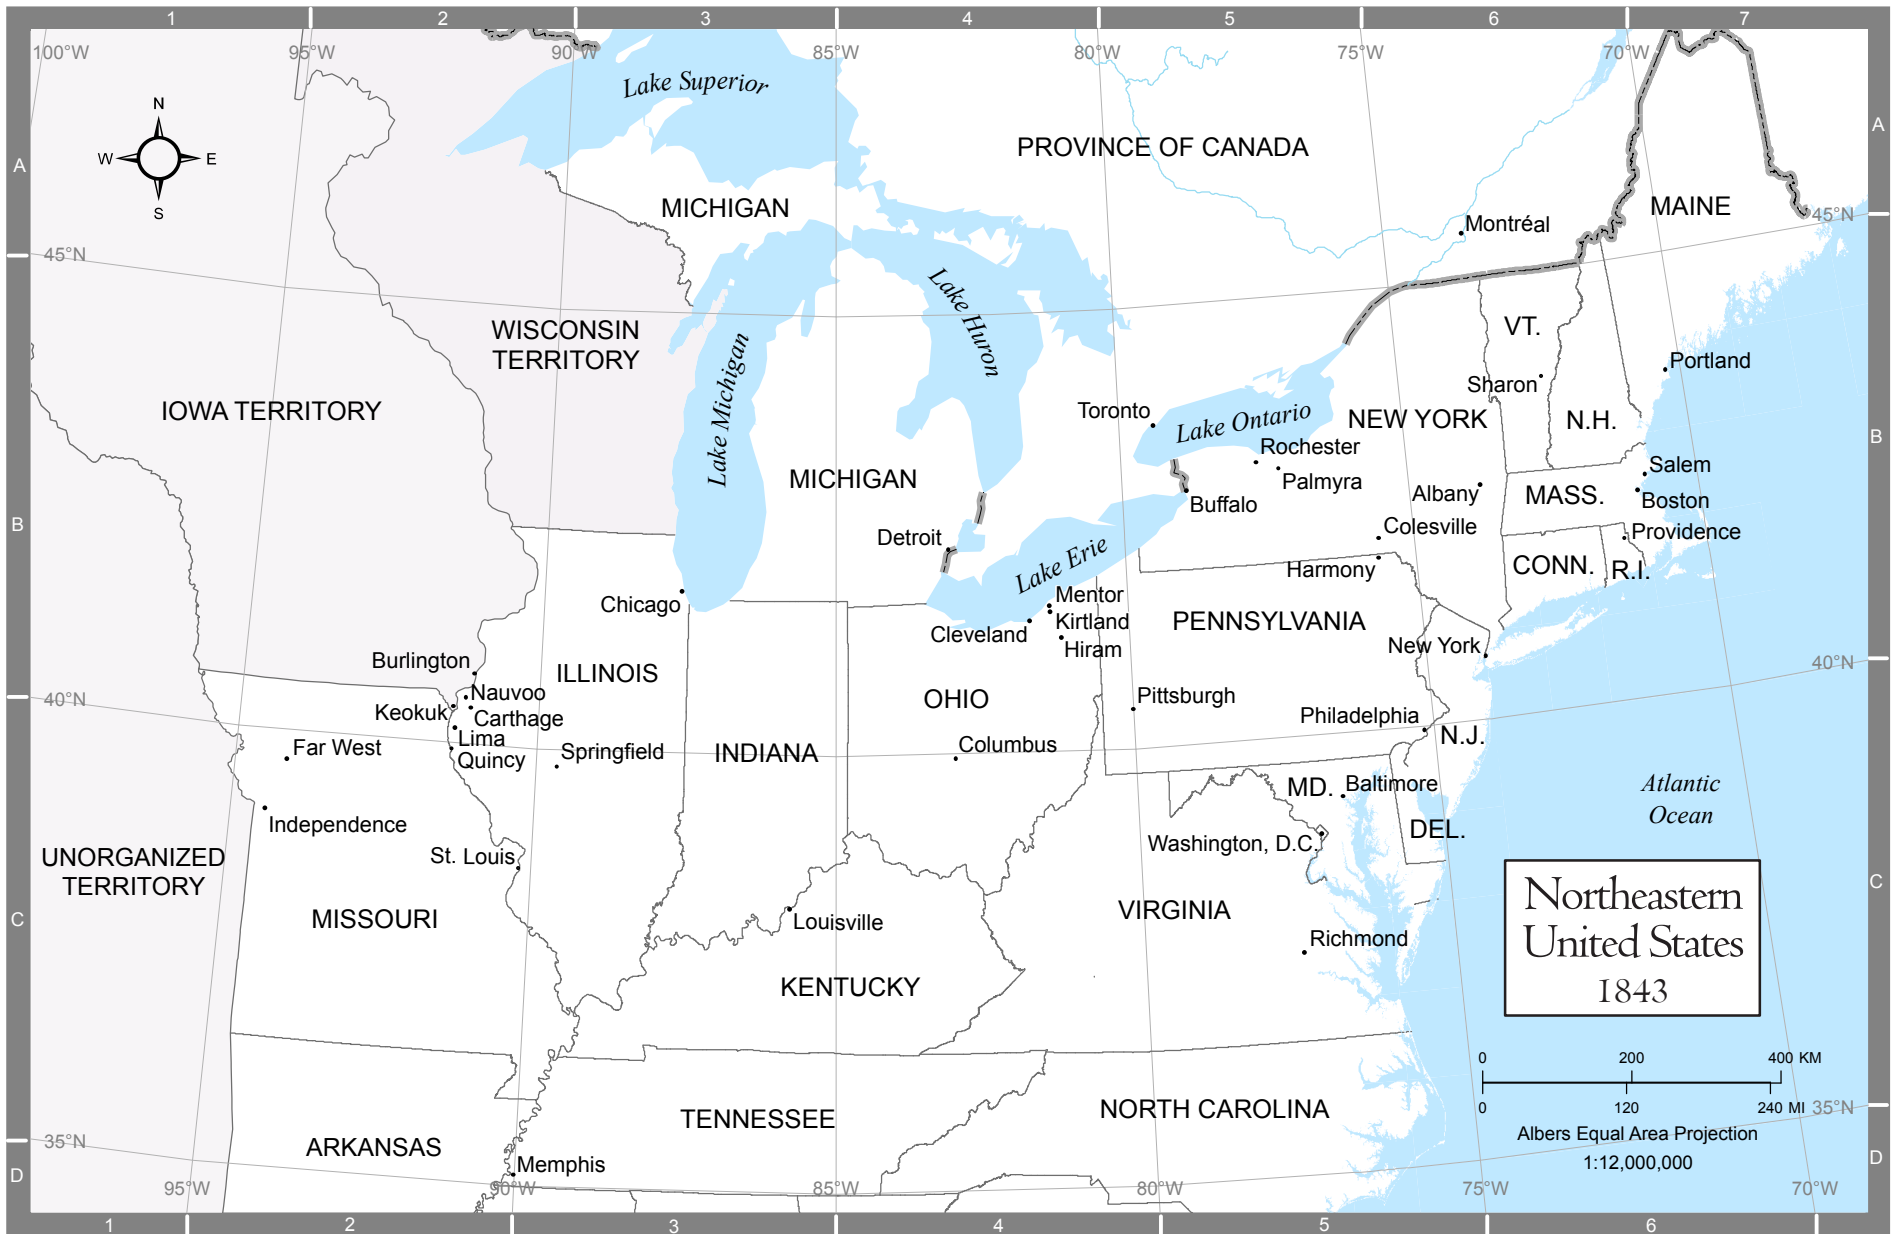 1 2 3 4 5 6 7
100°W 95°W 90°W 85°W 80°W 75°W 70°W
Lake Superior
N
W E
S
A
A
PROVINCE OF CANADA
MICHIGAN
MAINE
Montréal
45°N
45°N
Lake Huron
WISCONSIN
TERRITORY
VT.
Lake Michigan
Portland
Sharon
IOWA TERRITORY
Toronto
Lake Ontario
NEW YORK
N.H.
B
B
Rochester
Salem
MICHIGAN
Palmyra
Albany
MASS.
Boston
Buffalo
Colesville
Providence
Detroit
Lake Erie
Harmony
CONN.
R.I.
Mentor
Chicago
Kirtland
PENNSYLVANIA
Cleveland
Hiram
New York
Burlington
40°N
ILLINOIS
Nauvoo
40°N
OHIO
Pittsburgh
Keokuk
Carthage
Philadelphia
Lima
N.J.
Far West
Quincy
Springfield
INDIANA
Columbus
MD.
Baltimore
Atlantic
Ocean
Independence
DEL.
Washington, D.C.
UNORGANIZED
TERRITORY
St. Louis
C
C
Northeastern
United States
1843
MISSOURI
Louisville
VIRGINIA
Richmond
KENTUCKY
0 200 400 KM
0 120 240 MI
35°N
TENNESSEE
NORTH CAROLINA
Albers Equal Area Projection
1:12,000,000
35°N
ARKANSAS
Memphis
D
D
95°W 90°W 85°W 80°W 75°W 70°W
1 2 3 4 5 6